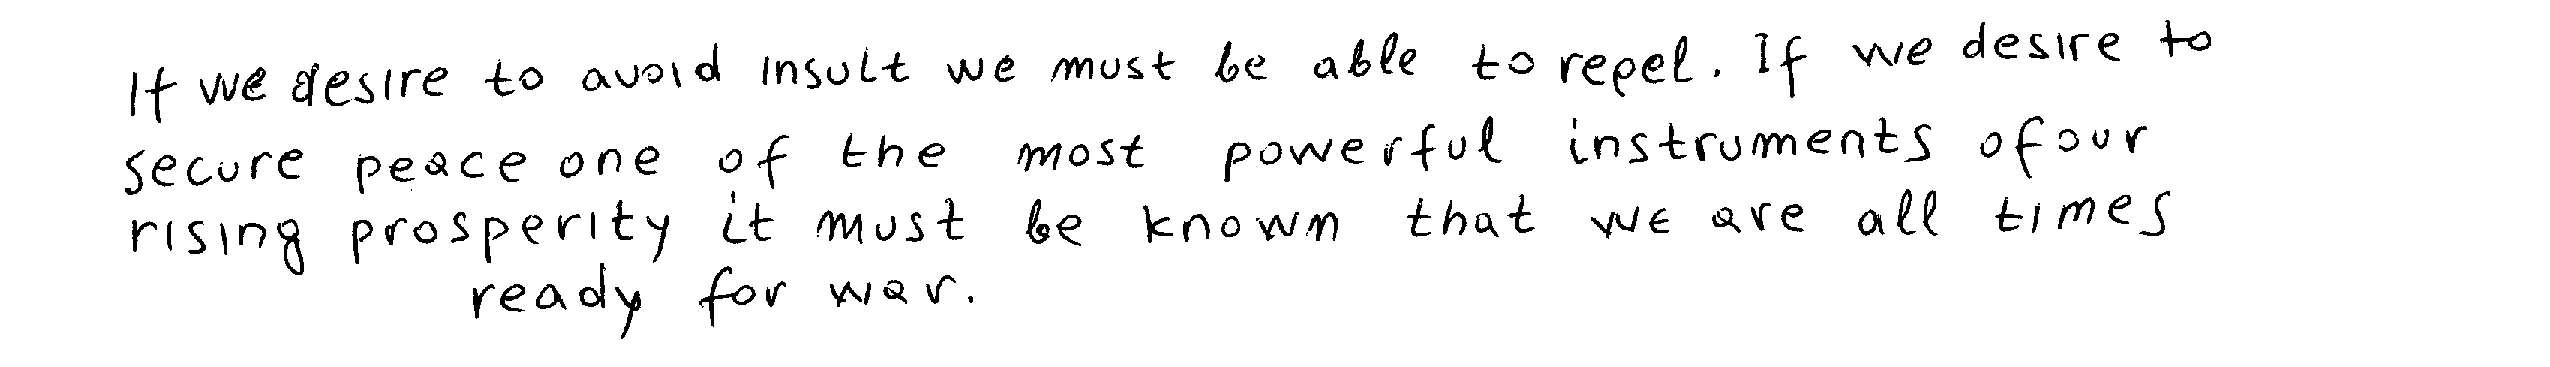 If we desire to avoid insult we must be able to repel. If we desire to
secure peace one of the most powerful instruments of our
rising prosperity it must be known that we are all times
ready for war.